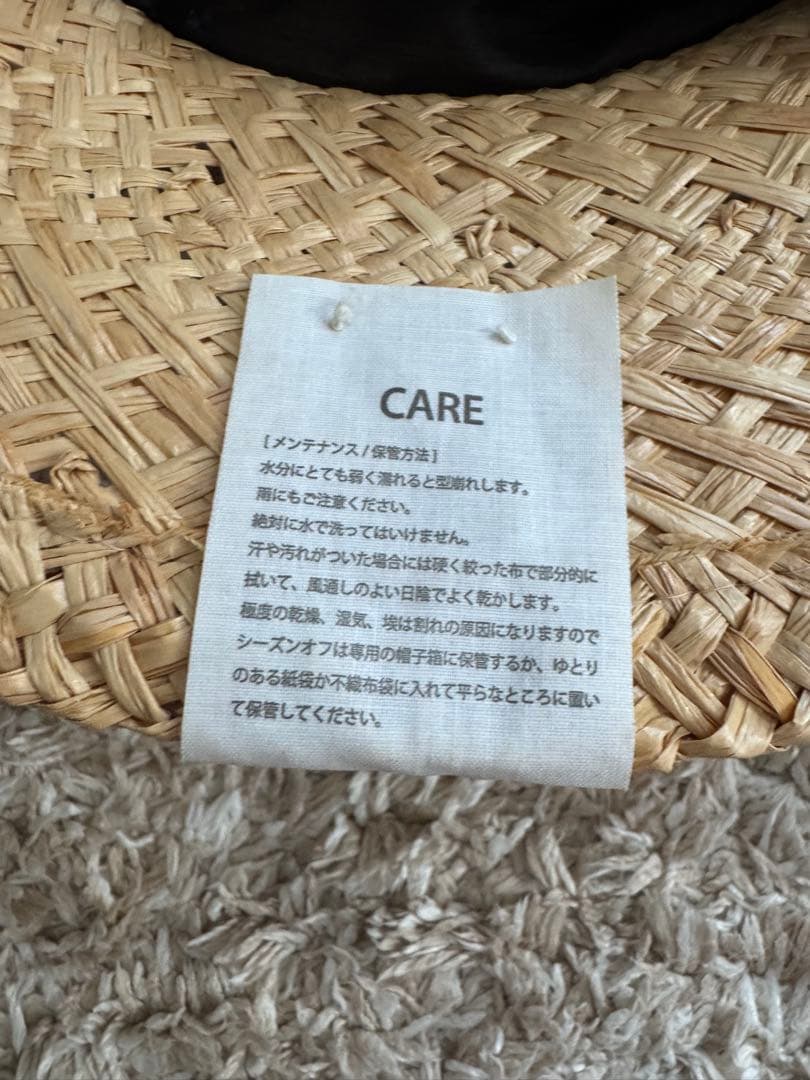 CARE
[ メンテナンス / 保管方法 ]
水分にとても弱く濡れると型崩れします。
雨にもご注意ください。
絶対に水で洗ってはいけません。
汗や汚れがついた場合には硬く絞った布で部分的に
拭いて、風通しのよい日陰でよく乾かします。
極度の乾燥、湿気、埃は割れの原因になりますので
シーズンオフは専用の帽子箱に保管するか、ゆとり
のある紙袋か不織布袋に入れて平らなところに置い
て保管してください。